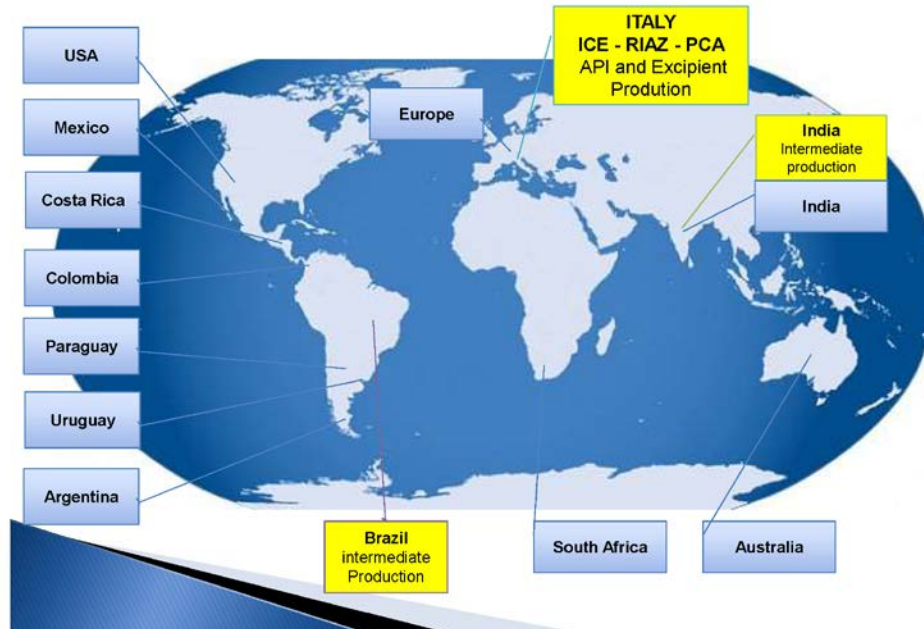 ITALY
ICE - RIAZ - PCA
API and Excipient
Prodution
USA
Mexico
Europe
India
Intermediate
production
India
Costa Rica
Colombia
Paraguay
Uruguay
Argentina
Brazil
intermediate
Production
South Africa
Australia